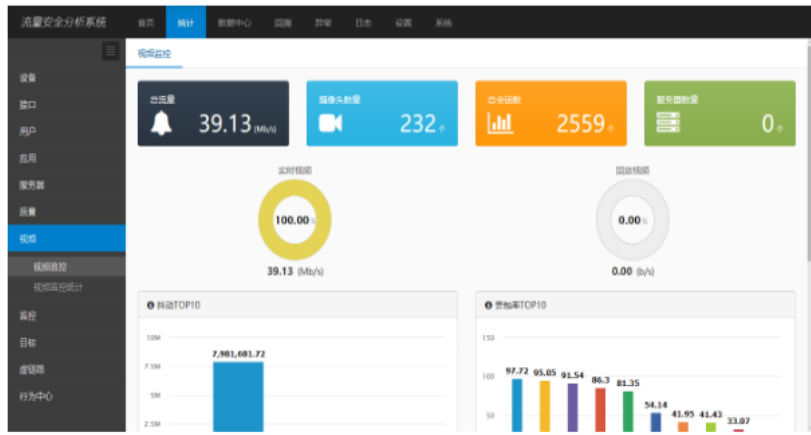 流量安全分析系统
首页 统计 数据中心 回溯 异常 日志 设置 系统
视频监控
设备
接口
用户
应用
服务器
质量
视频
视频监控
视频监控统计
监控
目标
虚链路
行为中心
总流量
39.13 (Mb/s)
摄像头数量
232
总会话数
2559
服务器数量
0
实时视频
100.00 %
39.13 (Mb/s)
回放视频
0.00 %
0.00 (b/s)
抖动TOP10
10M
7.5M
5M
2.5M
7,981,681.72
丢包率TOP10
150
100
50
97.72 95.05 91.54 86.3 81.35 54.14 41.95 41.43 33.07